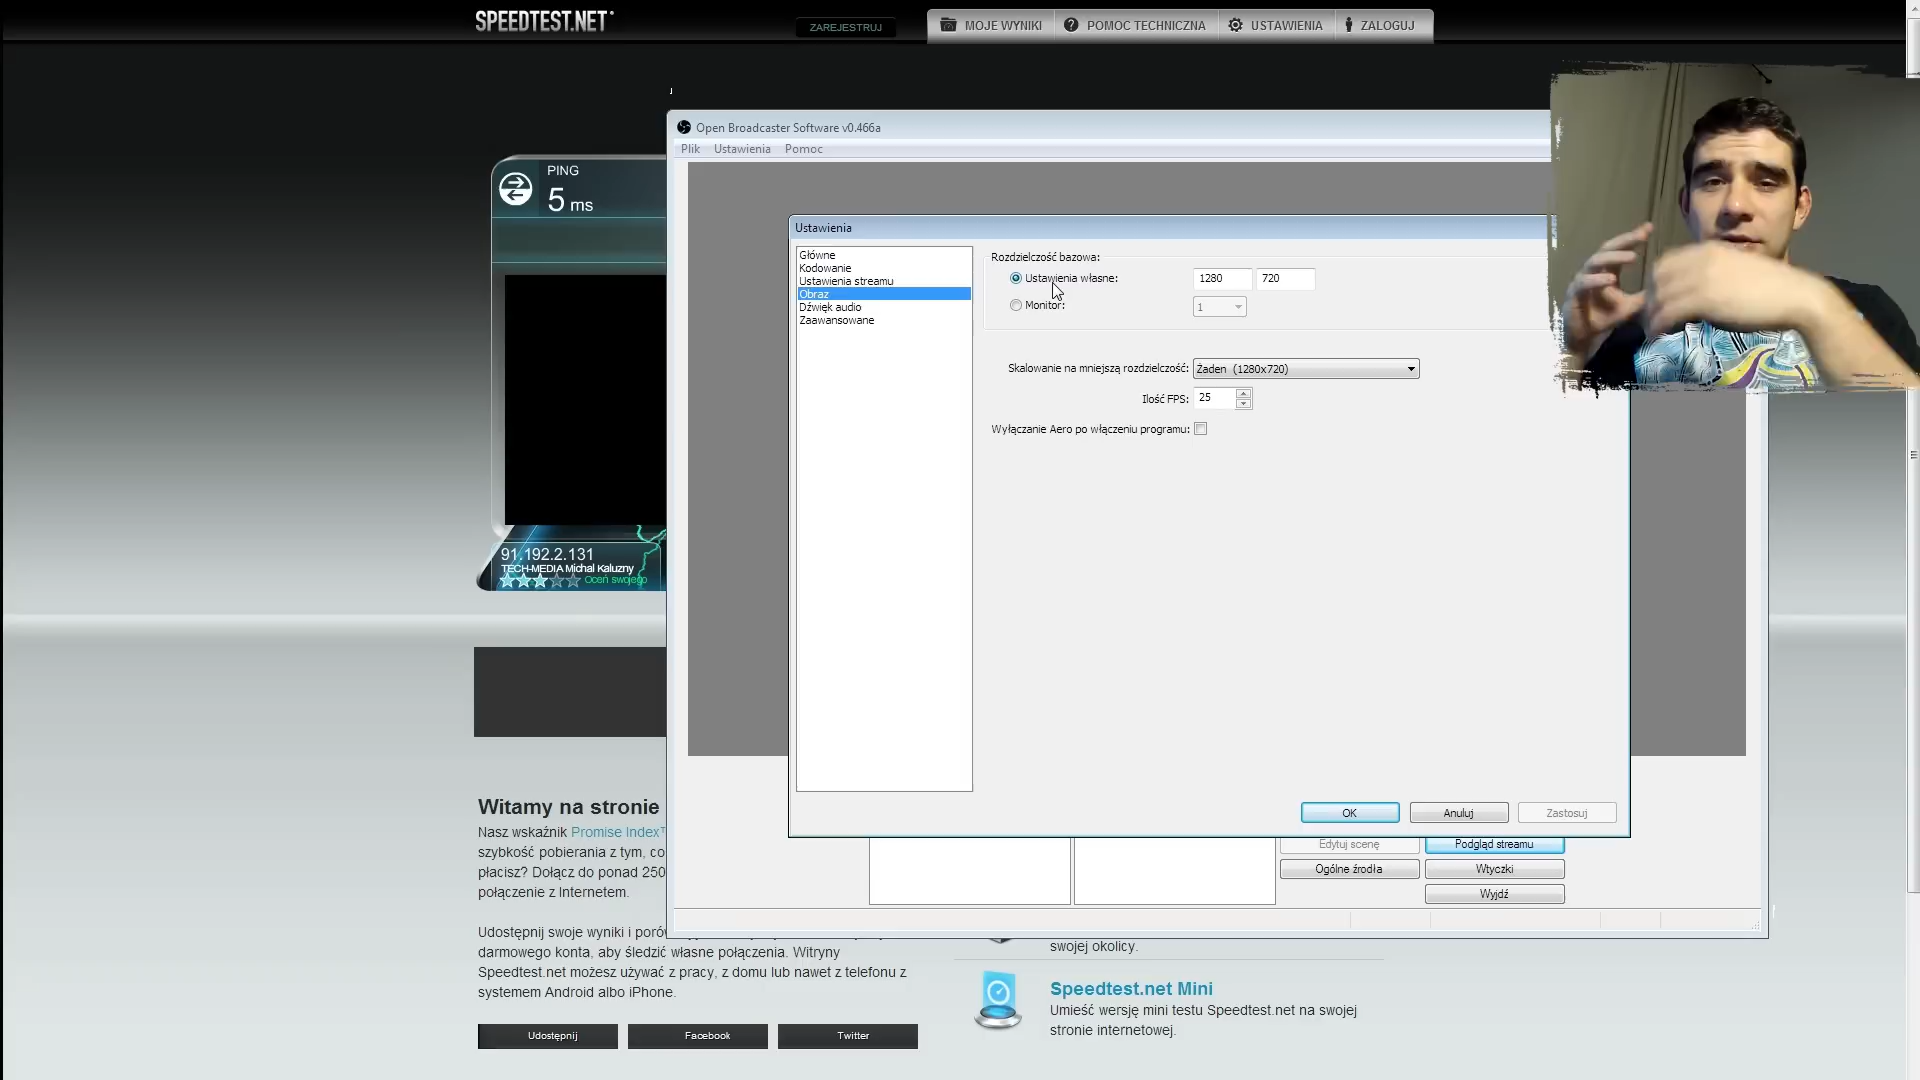 SPEEDTEST.NET
ZAREJESTRUJ
MOJE WYNIKI
POMOC TECHNICZNA
USTAWIENIA
ZALOGUJ
Open Broadcaster Software v0.466a
Plik Ustawienia Pomoc
PING
5 ms
Ustawienia
Główne
Kodowanie
Ustawienia streamu
Obraz
Dźwięk audio
Zaawansowane
Rozdzielczość bazowa:
Ustawienia własne: 1280 720
Monitor: 1
Skalowanie na mniejszą rozdzielczość: Żaden (1280x720)
Ilość FPS: 25
Wyłączanie Aero po włączeniu programu:
OK
Anuluj
Zastosuj
91.192.2.131
TECH-MEDIA Michal Kaluzny
Oceń swojego
Edytuj scenę
Podgląd streamu
Ogólne źródła
Wtyczki
Wyjdź
Witamy na stronie
Nasz wskaźnik Promise Index
szybkość pobierania z tym, co
płacisz? Dołącz do ponad 250
połączenie z Internetem.
Udostępnij swoje wyniki i
darmowego konta, aby śledzić własne połączenia. Witryny
Speedtest.net możesz używać z pracy, z domu lub nawet z telefonu z
systemem Android albo iPhone.
Udostępnij
Facebook
Twitter
swojej okolicy.
Speedtest.net Mini
Umieść wersję mini testu Speedtest.net na swojej
stronie internetowej.